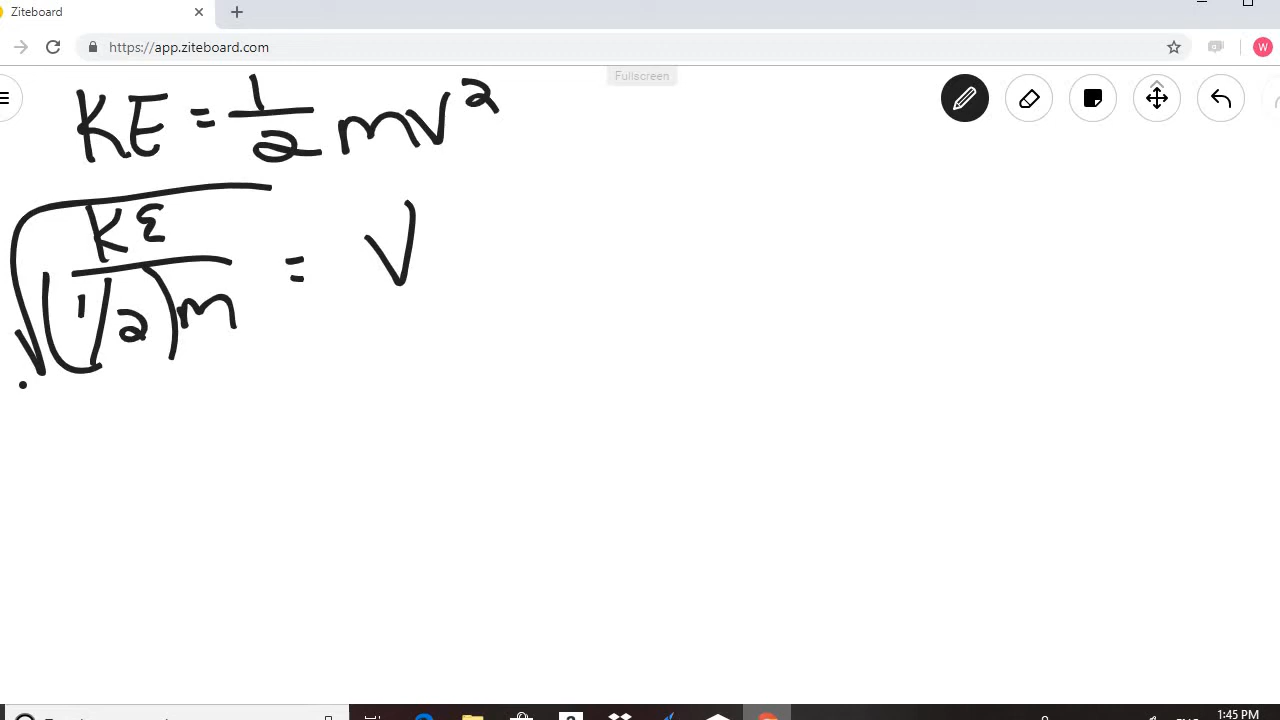 Ziteboard
https://app.ziteboard.com
W
Fullscreen
KE = 1/2 mv²
√(KE/((1/2)m)) = V
1:45 PM